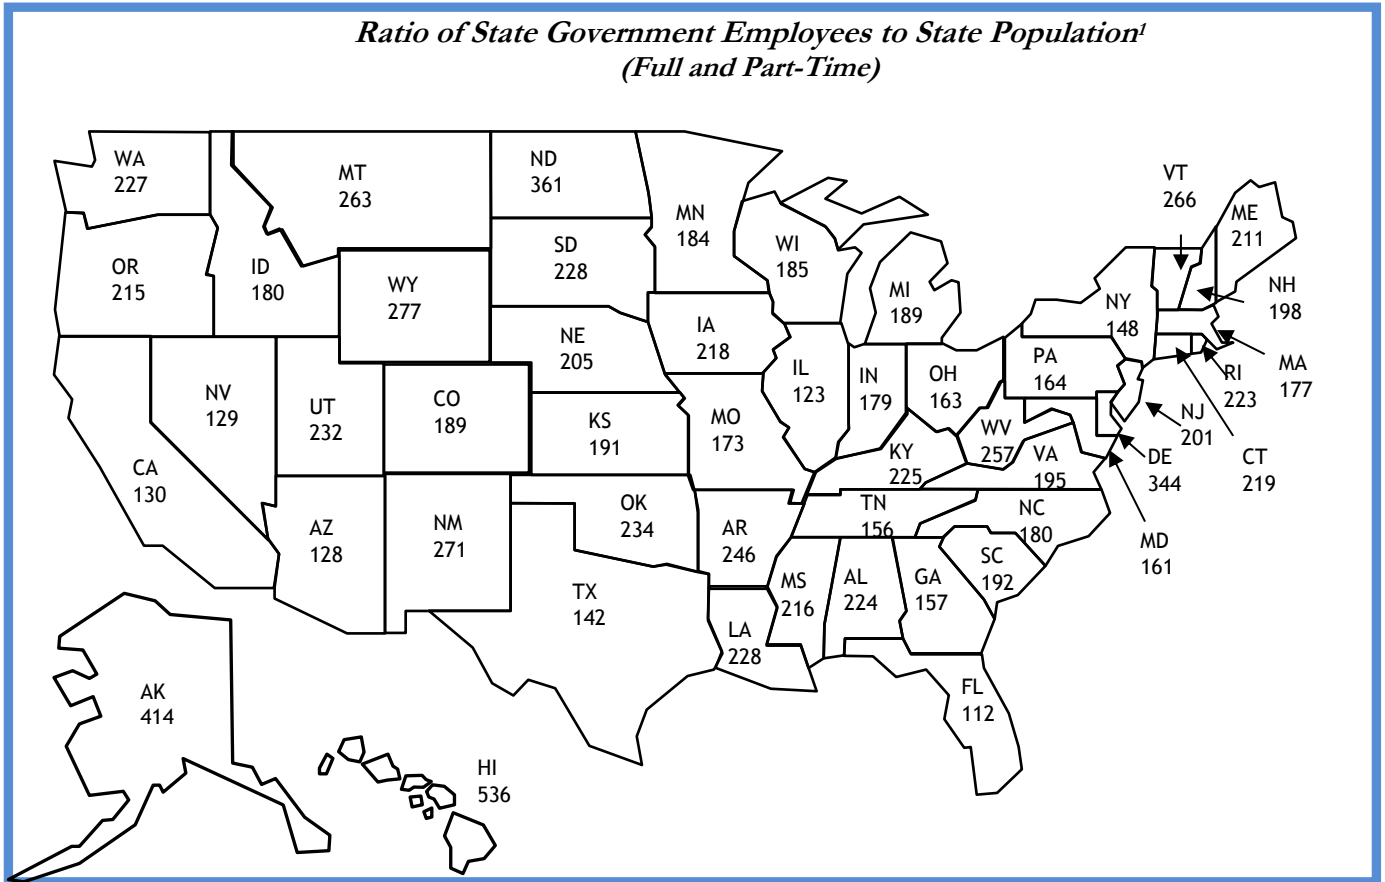 Ratio of State Government Employees to State Population¹
(Full and Part-Time)
WA
227
MT
263
ND
361
MN
184
VT
266
ME
211
OR
215
ID
180
WY
277
SD
228
WI
185
MI
189
NY
148
NH
198
NV
129
UT
232
CO
189
NE
205
IA
218
IL
123
IN
179
OH
163
PA
164
MA
177
RI
223
NJ
201
CT
219
CA
130
KS
191
MO
173
KY
225
WV
257
VA
195
DE
344
MD
161
AZ
128
NM
271
OK
234
AR
246
TN
156
NC
180
SC
192
TX
142
LA
228
MS
216
AL
224
GA
157
FL
112
AK
414
HI
536